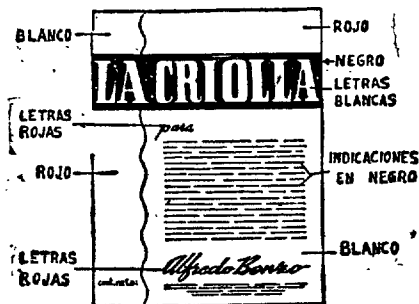 BLANCO
ROJO
NEGRO
LA CRIOLLA
LETRAS
BLANCAS
LETRAS
ROJAS
para
ROJO
INDICACIONES
EN NEGRO
BLANCO
LETRAS
ROJAS
Alfredo Bonzo